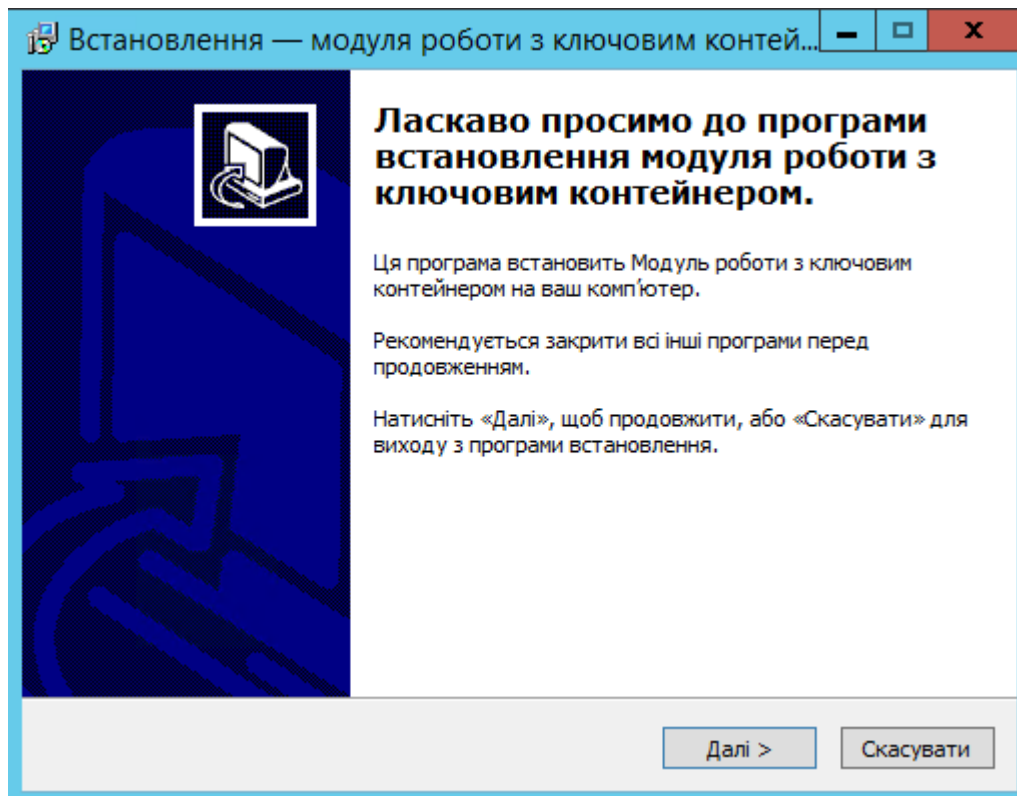 Встановлення — модуля роботи з ключовим контей...
Ласкаво просимо до програми
встановлення модуля роботи з
ключовим контейнером.
Ця програма встановить Модуль роботи з ключовим
контейнером на ваш комп'ютер.
Рекомендується закрити всі інші програми перед
продовженням.
Натисніть «Далі», щоб продовжити, або «Скасувати» для
виходу з програми встановлення.
Далі >
Скасувати